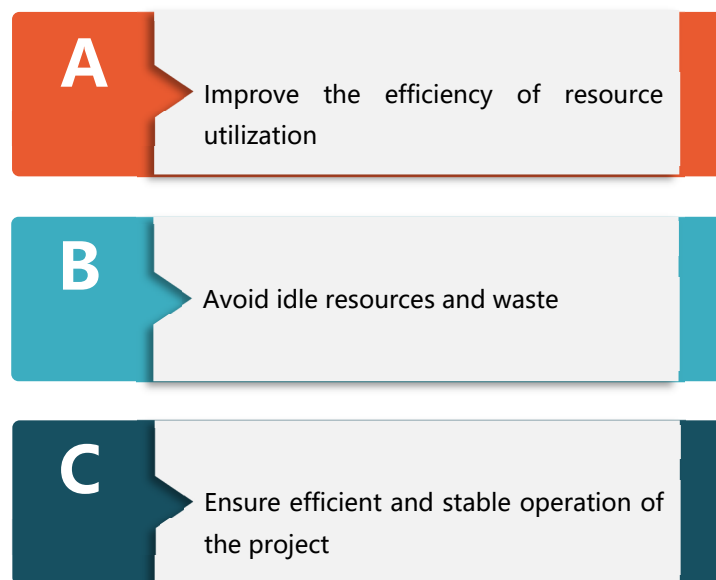 A
Improve the efficiency of resource
utilization
B
Avoid idle resources and waste
C
Ensure efficient and stable operation of
the project